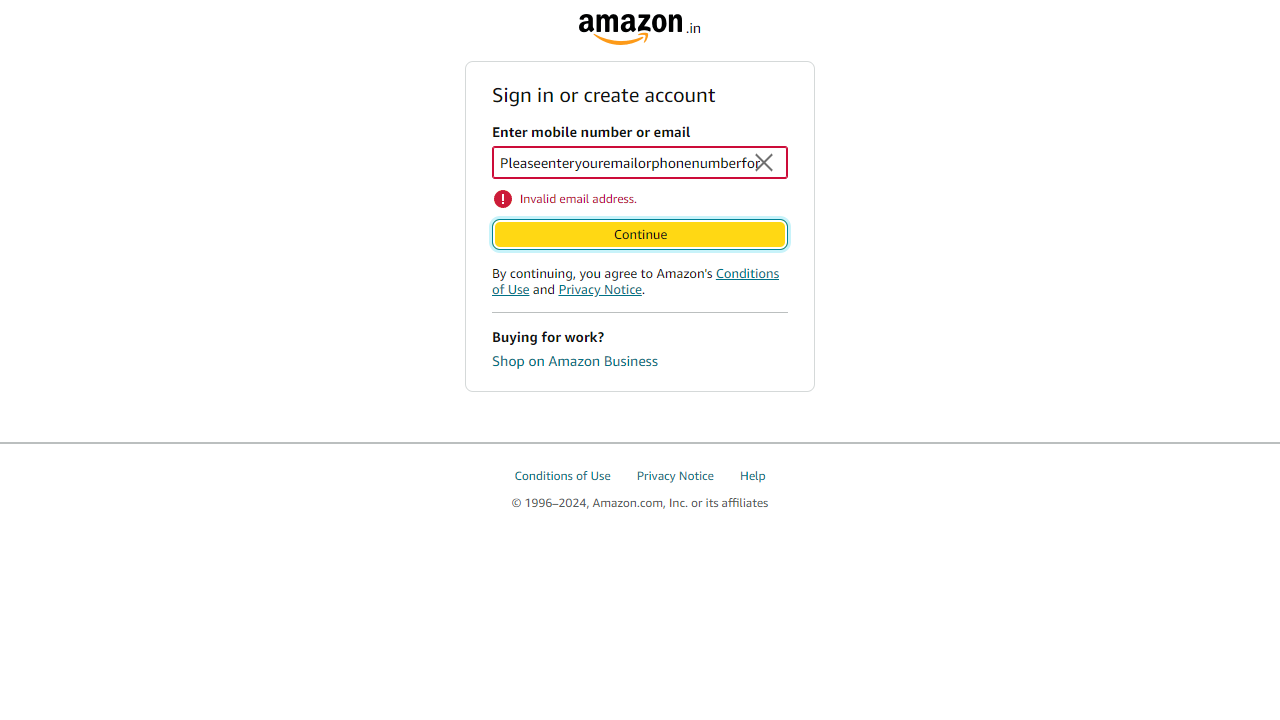 amazon.in
Sign in or create account
Enter mobile number or email
Pleaseenteryouremailorphonenumberfor
! Invalid email address.
Continue
By continuing, you agree to Amazon's Conditions
of Use and Privacy Notice.
Buying for work?
Shop on Amazon Business
Conditions of Use Privacy Notice Help
© 1996–2024, Amazon.com, Inc. or its affiliates